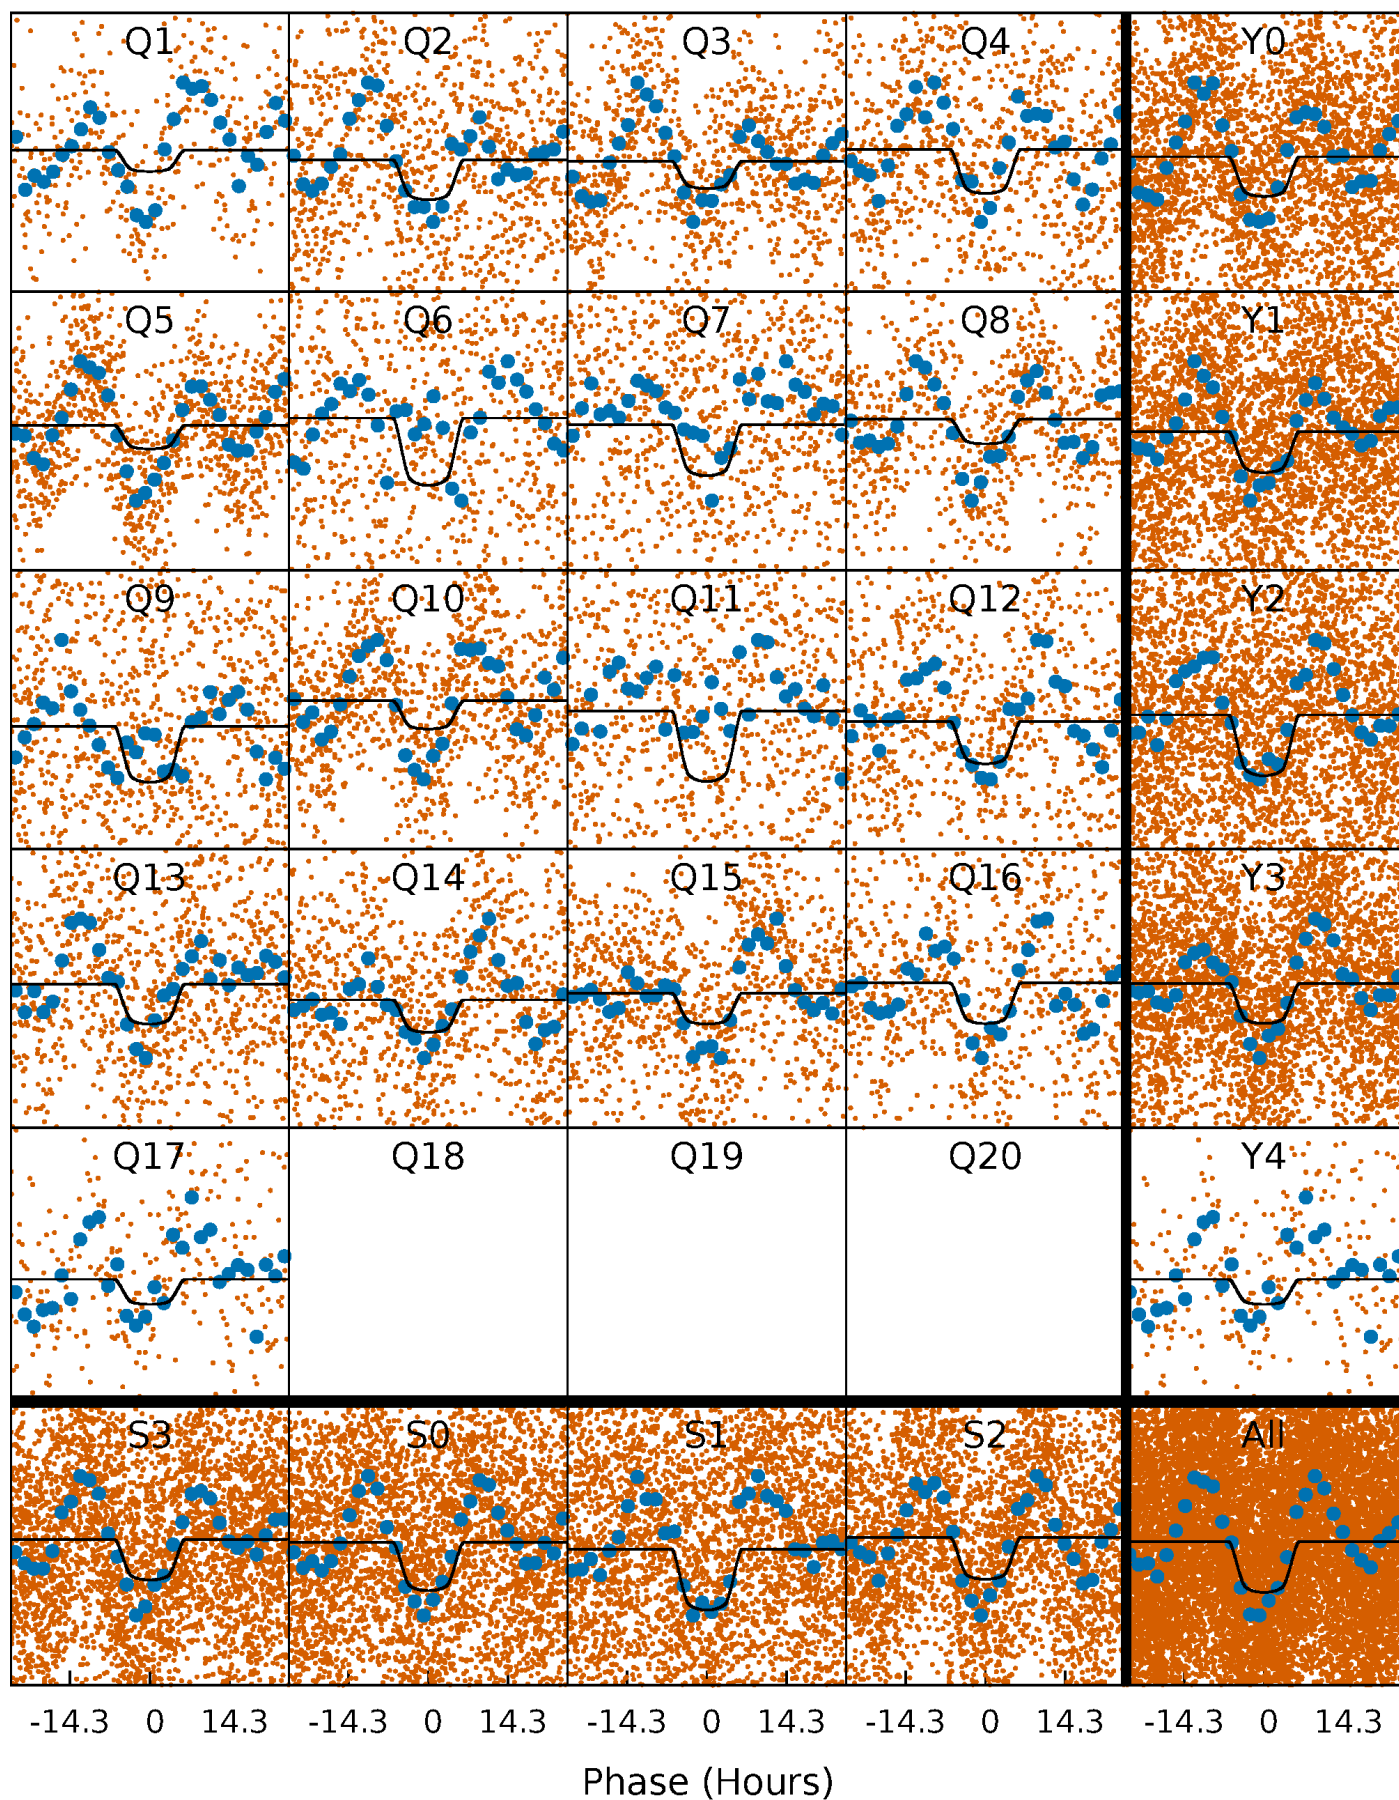 Q1 Q2 Q3 Q4 Y0
Q5 Q6 Q7 Q8 Y1
Q9 Q10 Q11 Q12 Y2
Q13 Q14 Q15 Q16 Y3
Q17 Q18 Q19 Q20 Y4
S3 S0 S1 S2 All
-14.3 0 14.3 -14.3 0 14.3 -14.3 0 14.3 -14.3 0 14.3 -14.3 0 14.3
Phase (Hours)